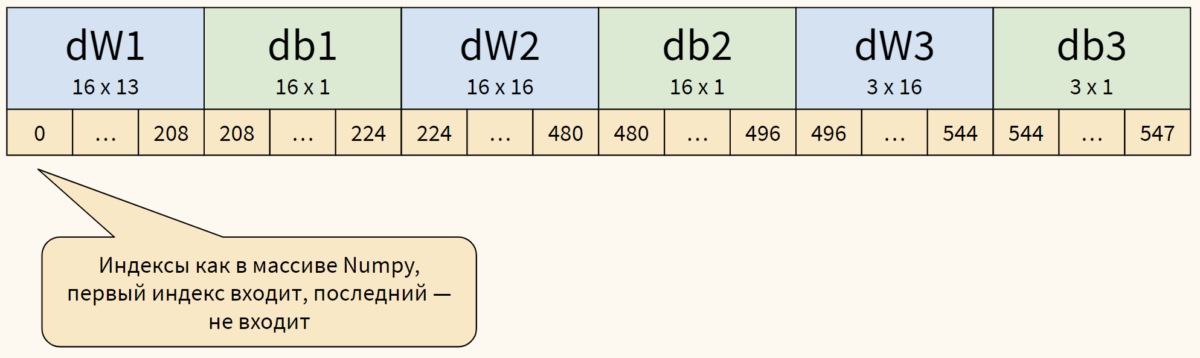 dW1 db1 dW2 db2 dW3 db3
16 x 13 16 x 1 16 x 16 16 x 1 3 x 16 3 x 1
0 … 208 208 … 224 224 … 480 480 … 496 496 … 544 544 … 547
Индексы как в массиве Numpy,
первый индекс входит, последний —
не входит